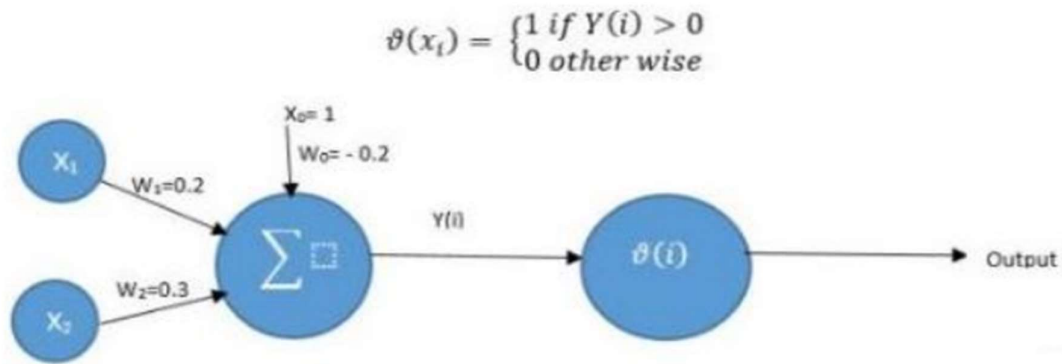 ϑ(xᵢ) = {1 if Y(i) > 0
0 other wise
X₀= 1
W₀= - 0.2
X₁
W₁=0.2
Y(i)
∑
ϑ(i)
Output
W₂=0.3
X₂